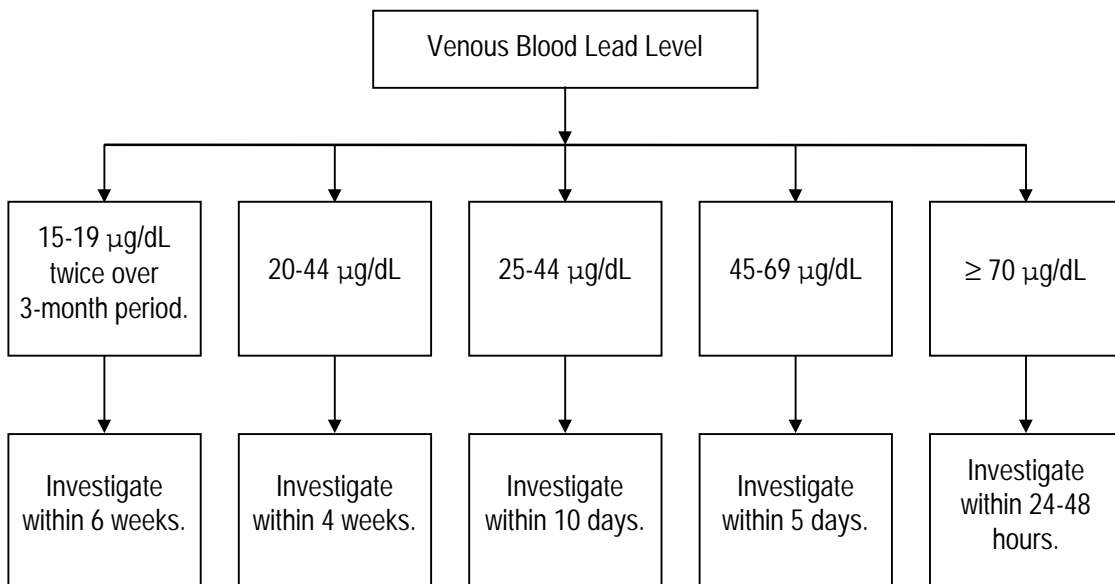 Venous Blood Lead Level
15-19 µg/dL
twice over
3-month period.
20-44 µg/dL
25-44 µg/dL
45-69 µg/dL
≥ 70 µg/dL
Investigate
within 6 weeks.
Investigate
within 4 weeks.
Investigate
within 10 days.
Investigate
within 5 days.
Investigate
within 24-48
hours.